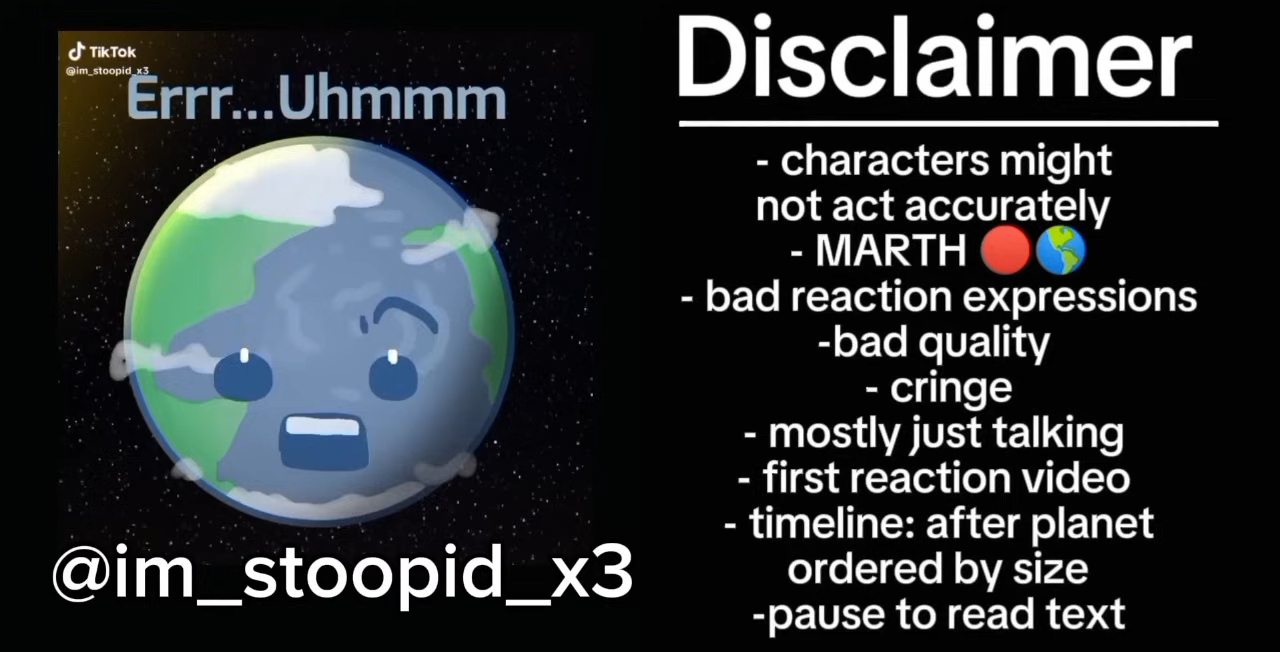 TikTok
@im_stoopid_x3
Errr...Uhmmm
@im_stoopid_x3
Disclaimer
- characters might
not act accurately
- MARTH 🔴🌎
- bad reaction expressions
-bad quality
- cringe
- mostly just talking
- first reaction video
- timeline: after planet
ordered by size
-pause to read text